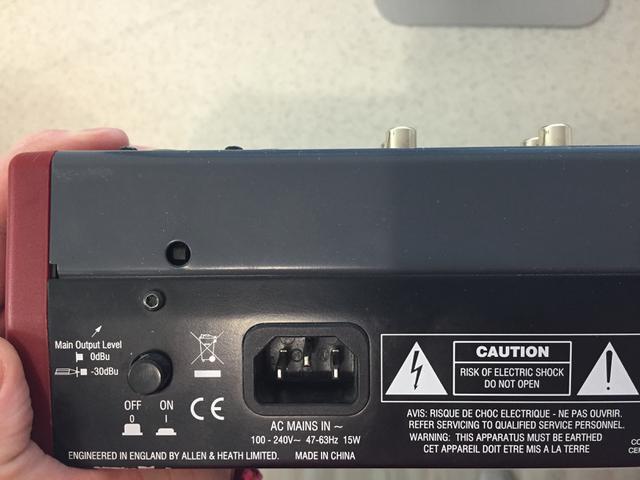 Main Output Level
0dBu
-30dBu
OFF ON
0 I
CE
AC MAINS IN ~
100 - 240V~ 47-63Hz 15W
ENGINEERED IN ENGLAND BY ALLEN & HEATH LIMITED. MADE IN CHINA
CAUTION
RISK OF ELECTRIC SHOCK
DO NOT OPEN
AVIS: RISQUE DE CHOC ELECTRIQUE - NE PAS OUVRIR.
REFER SERVICING TO QUALIFIED SERVICE PERSONNEL.
WARNING: THIS APPARATUS MUST BE EARTHED
CET APPAREIL DOIT ETRE MIS A LA TERRE